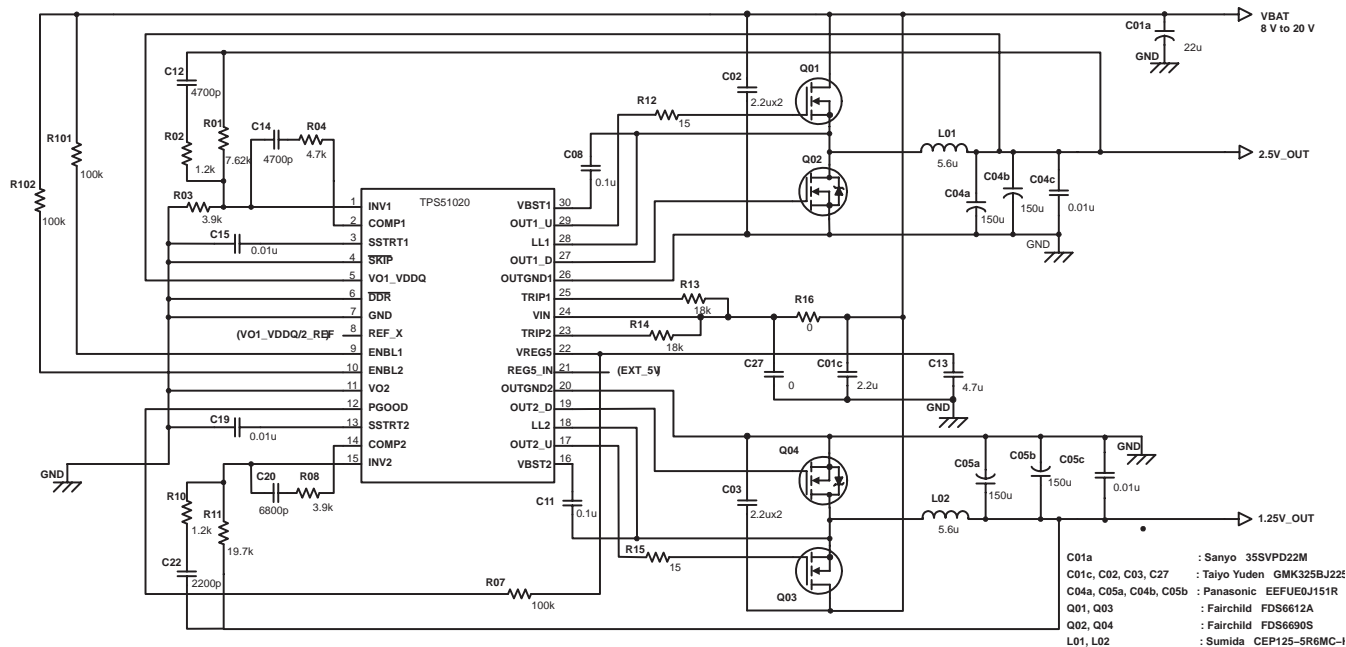 VBAT
8 V to 20 V
C01a
22u
GND
C12
4700p
R02
1.2k
R01
7.62k
C14
4700p
R04
4.7k
R101
100k
R102
100k
R03
3.9k
C15
0.01u
C02
2.2ux2
Q01
R12
15
C08
0.1u
Q02
L01
5.6u
2.5V_OUT
C04a
150u
C04b
150u
C04c
0.01u
GND
TPS51020
1 INV1
2 COMP1
3 SSTRT1
4 SKIP
5 VO1_VDDQ
6 DDR
7 GND
(VO1_VDDQ/2_REF 8 REF_X
9 ENBL1
10 ENBL2
11 VO2
12 PGOOD
13 SSTRT2
14 COMP2
15 INV2
VBST1 30
OUT1_U 29
LL1 28
OUT1_D 27
OUTGND1 26
TRIP1 25
VIN 24
TRIP2 23
VREG5 22
REG5_IN 21 (EXT_5V)
OUTGND2 20
OUT2_D 19
LL2 18
OUT2_U 17
VBST2 16
R13
18k
R14
18k
R16
0
C27
0
C01c
2.2u
C13
4.7u
GND
C19
0.01u
GND
C20
6800p
R08
3.9k
R10
1.2k
R11
19.7k
C22
2200p
R07
100k
C11
0.1u
R15
15
C03
2.2ux2
Q04
Q03
L02
5.6u
C05a
150u
C05b
150u
C05c
0.01u
GND
1.25V_OUT
C01a : Sanyo 35SVPD22M
C01c, C02, C03, C27 : Taiyo Yuden GMK325BJ225
C04a, C05a, C04b, C05b : Panasonic EEFUE0J151R
Q01, Q03 : Fairchild FDS6612A
Q02, Q04 : Fairchild FDS6690S
L01, L02 : Sumida CEP125–5R6MC–H